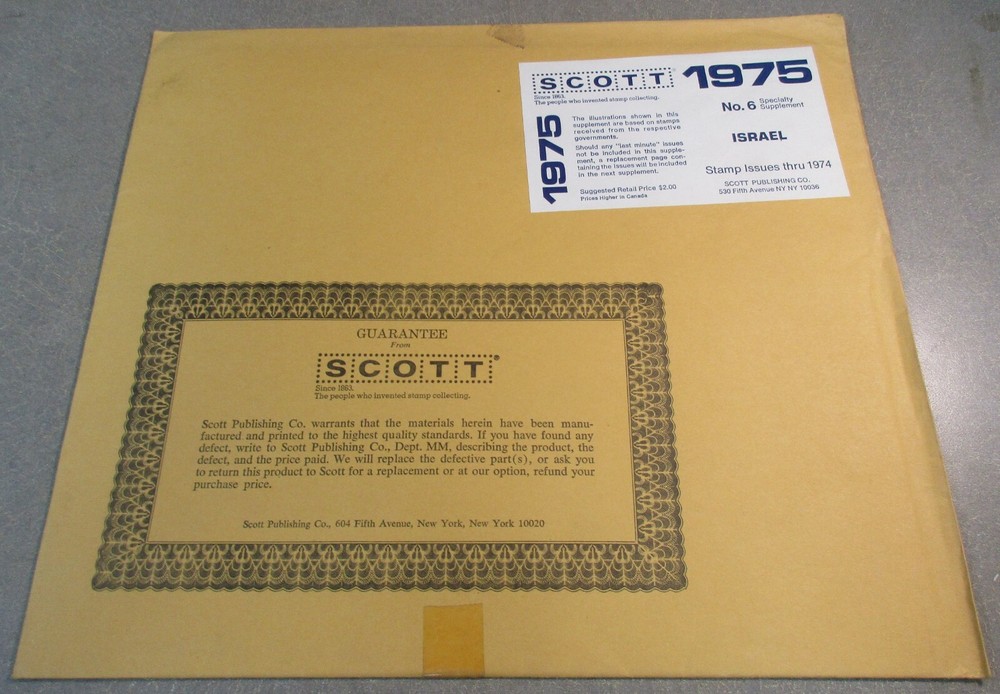 SCOTT
Since 1863.
The people who invented stamp collecting.
1975
1975
The illustrations shown in this
supplement are based on stamps
received from the respective
governments.
Should any "last minute" issues
not be included in this supple-
ment, a replacement page con-
taining the issues will be included
in the next supplement.
Suggested Retail Price $2.00
Prices Higher in Canada
No. 6 Specialty
Supplement
ISRAEL
Stamp Issues thru 1974
SCOTT PUBLISHING CO.
530 Fifth Avenue NY NY 10036
GUARANTEE
From
SCOTT®
Since 1863.
The people who invented stamp collecting.
Scott Publishing Co. warrants that the materials herein have been manu-
factured and printed to the highest quality standards. If you have found any
defect, write to Scott Publishing Co., Dept. MM, describing the product, the
defect, and the price paid. We will replace the defective part(s), or ask you
to return this product to Scott for a replacement or at our option, refund your
purchase price.
Scott Publishing Co., 604 Fifth Avenue, New York, New York 10020